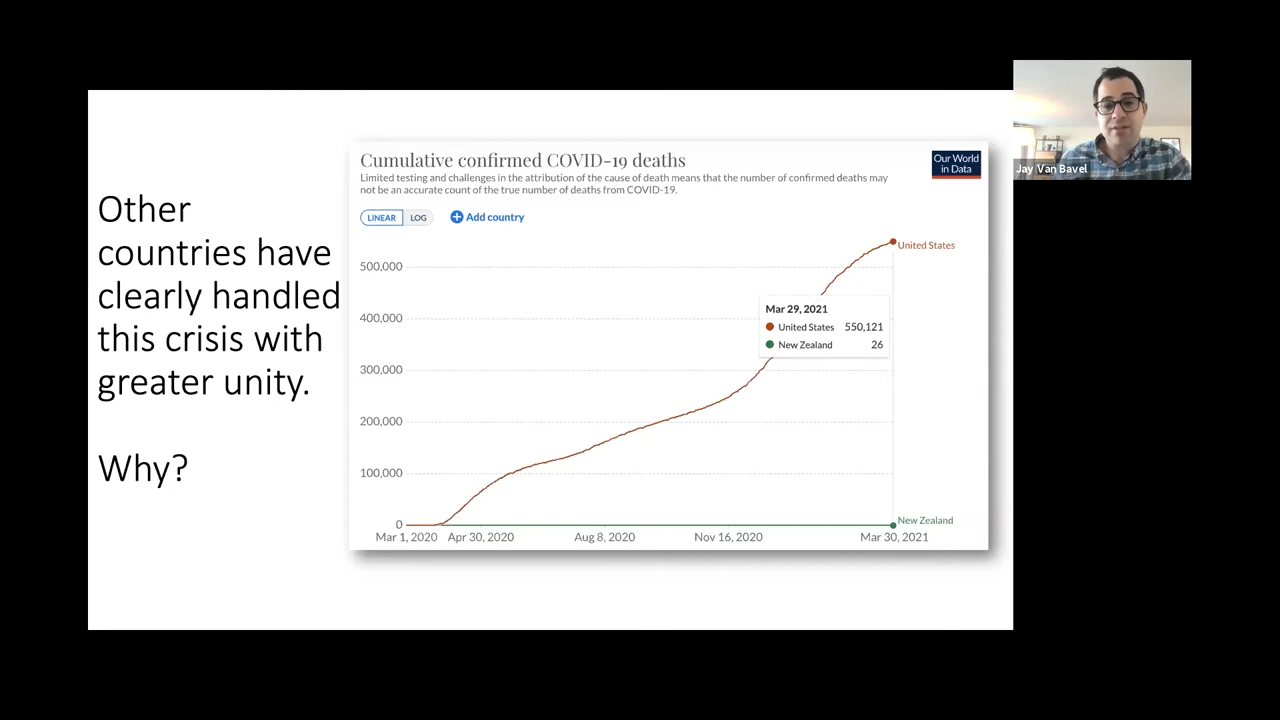 Other
countries have
clearly handled
this crisis with
greater unity.
Why?
Cumulative confirmed COVID-19 deaths
Limited testing and challenges in the attribution of the cause of death means that the number of confirmed deaths may
not be an accurate count of the true number of deaths from COVID-19.
Our World
in Data
LINEAR LOG Add country
United States
500,000
400,000
300,000
200,000
100,000
0
Mar 29, 2021
United States 550,121
New Zealand 26
New Zealand
Mar 1, 2020 Apr 30, 2020 Aug 8, 2020 Nov 16, 2020 Mar 30, 2021
Jay Van Bavel